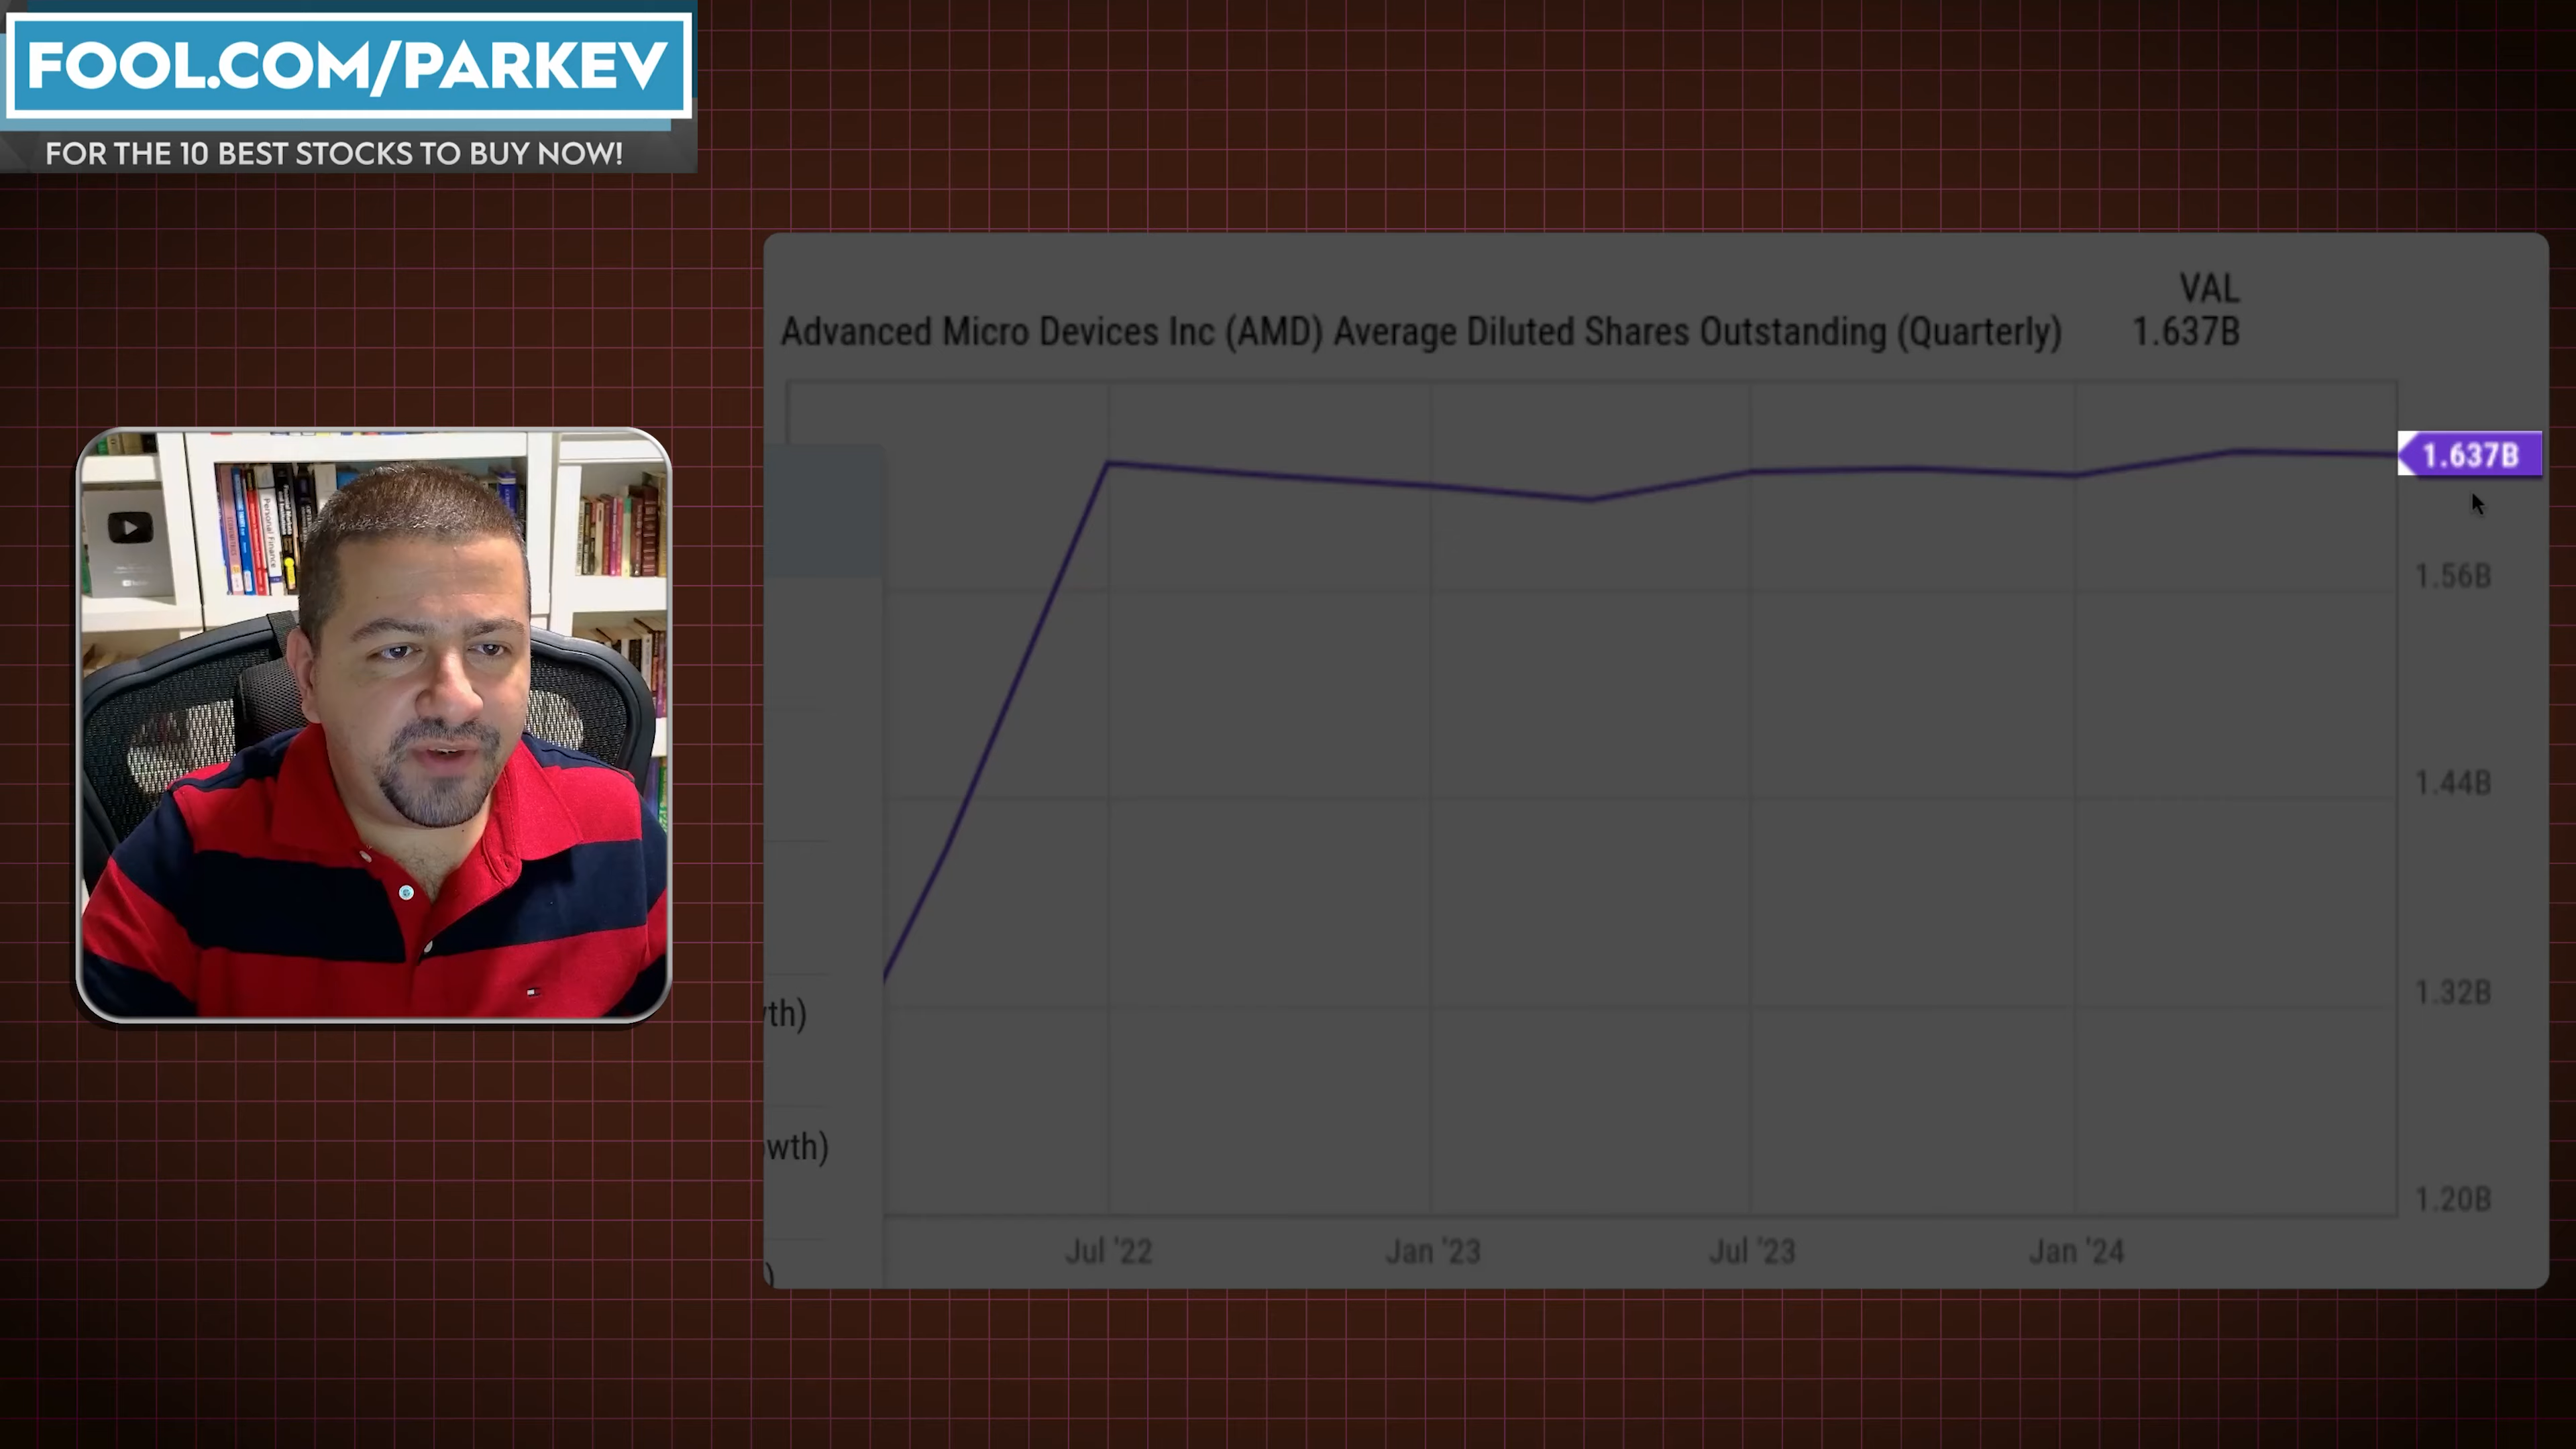 FOOL.COM/PARKEV
FOR THE 10 BEST STOCKS TO BUY NOW!
VAL
Advanced Micro Devices Inc (AMD) Average Diluted Shares Outstanding (Quarterly) 1.637B
1.637B
1.56B
1.44B
1.32B
1.20B
Jul '22 Jan '23 Jul '23 Jan '24
th)
wth)
)
Personal Finance